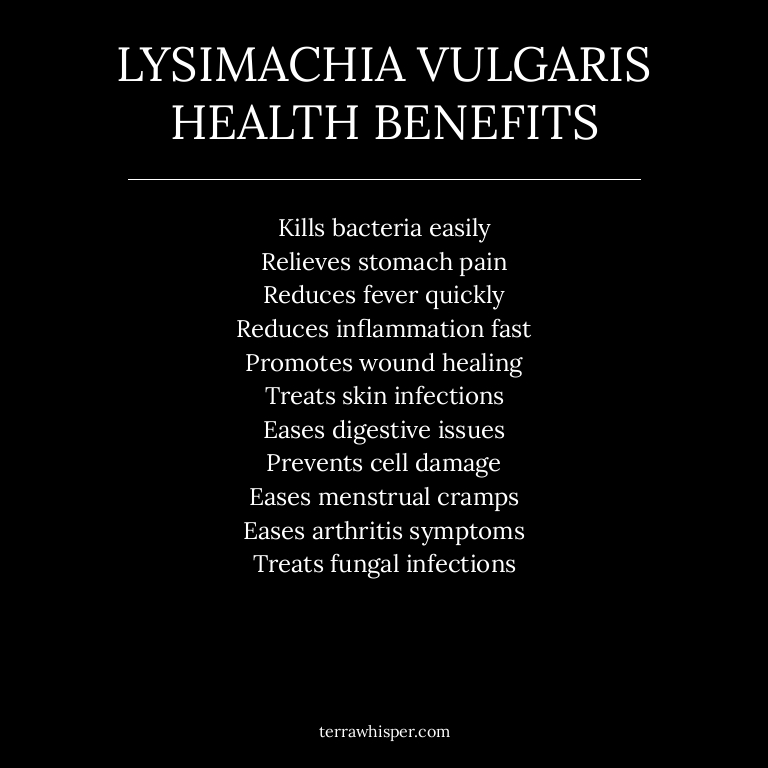 LYSIMACHIA VULGARIS
HEALTH BENEFITS
Kills bacteria easily
Relieves stomach pain
Reduces fever quickly
Reduces inflammation fast
Promotes wound healing
Treats skin infections
Eases digestive issues
Prevents cell damage
Eases menstrual cramps
Eases arthritis symptoms
Treats fungal infections
terrawhisper.com